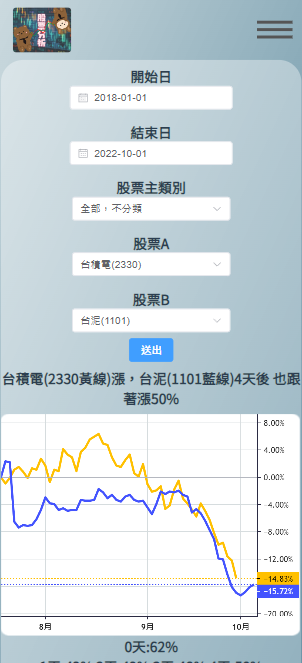 股票
分析
開始日
2018-01-01
結束日
2022-10-01
股票主類別
全部，不分類
股票A
台積電(2330)
股票B
台泥(1101)
送出
台積電(2330黃線)漲，台泥(1101藍線)4天後 也跟
著漲50%
8.00%
4.00%
0.00%
-4.00%
-8.00%
-12.00%
-14.83%
-15.72%
-20.00%
8月
9月
10月
0天:62%